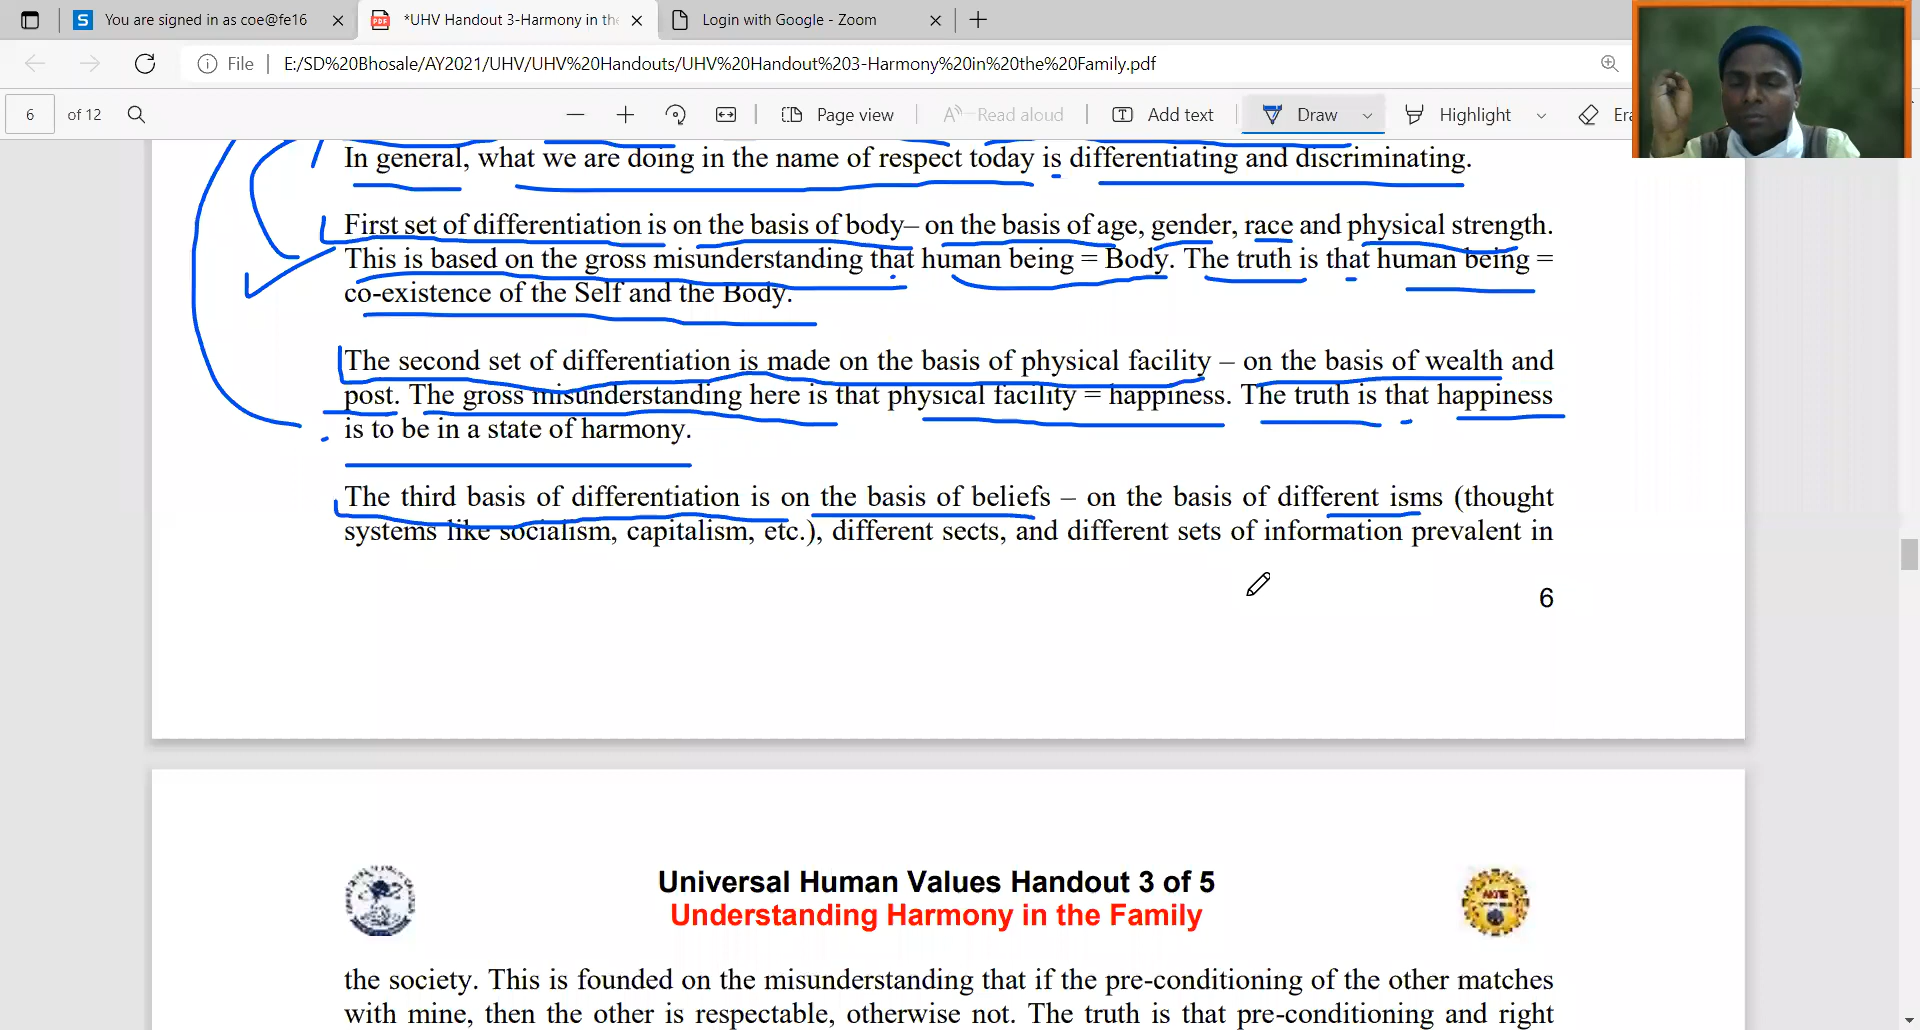 You are signed in as coe@fe16
*UHV Handout 3-Harmony in the
Login with Google - Zoom
File
E:/SD%20Bhosale/AY2021/UHV/UHV%20Handouts/UHV%20Handout%203-Harmony%20in%20the%20Family.pdf
6 of 12
Page view
Read aloud
Add text
Draw
Highlight
Era
In general, what we are doing in the name of respect today is differentiating and discriminating.
First set of differentiation is on the basis of body– on the basis of age, gender, race and physical strength.
This is based on the gross misunderstanding that human being = Body. The truth is that human being =
co-existence of the Self and the Body.
The second set of differentiation is made on the basis of physical facility – on the basis of wealth and
post. The gross misunderstanding here is that physical facility = happiness. The truth is that happiness
is to be in a state of harmony.
The third basis of differentiation is on the basis of beliefs – on the basis of different isms (thought
systems like socialism, capitalism, etc.), different sects, and different sets of information prevalent in
6
Universal Human Values Handout 3 of 5
Understanding Harmony in the Family
the society. This is founded on the misunderstanding that if the pre-conditioning of the other matches
with mine, then the other is respectable, otherwise not. The truth is that pre-conditioning and right